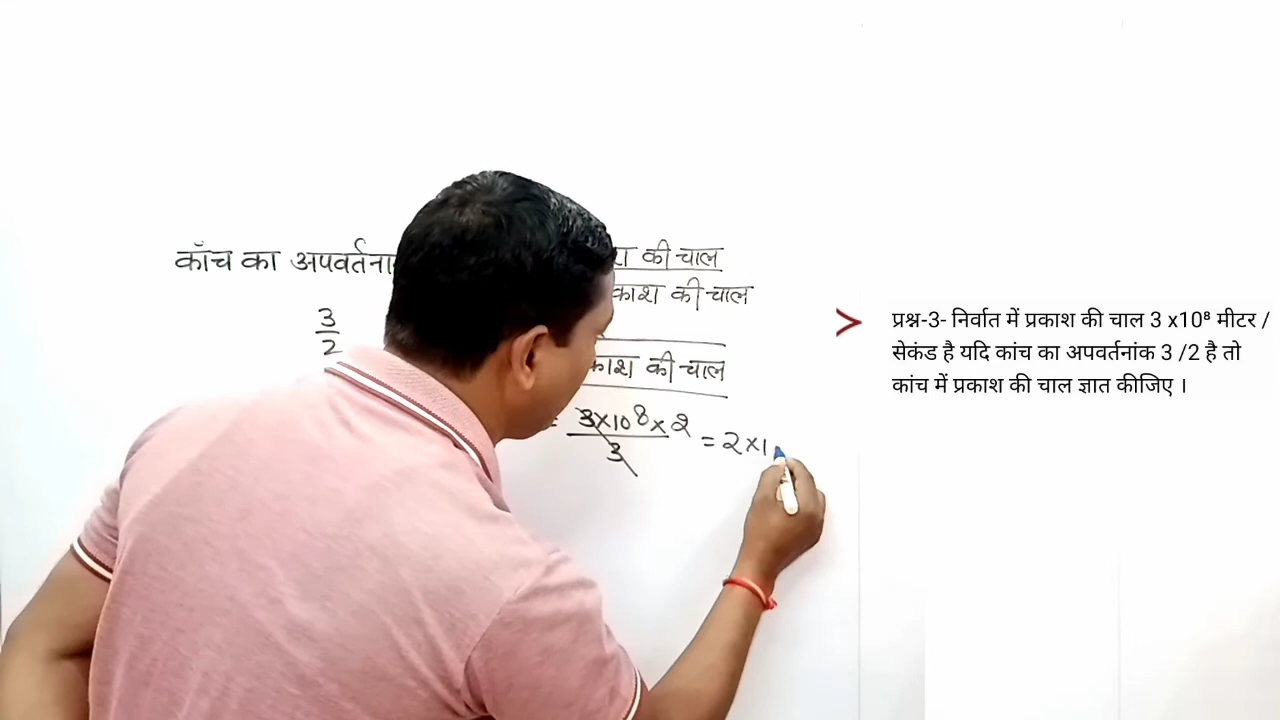 काँच का अपवर्तना
की चाल
की चाल
3
2
की चाल
3×10⁸×2
3
= 2×1
> प्रश्न-3- निर्वात में प्रकाश की चाल 3 x10⁸ मीटर /
सेकंड है यदि कांच का अपवर्तनांक 3 /2 है तो
कांच में प्रकाश की चाल ज्ञात कीजिए ।